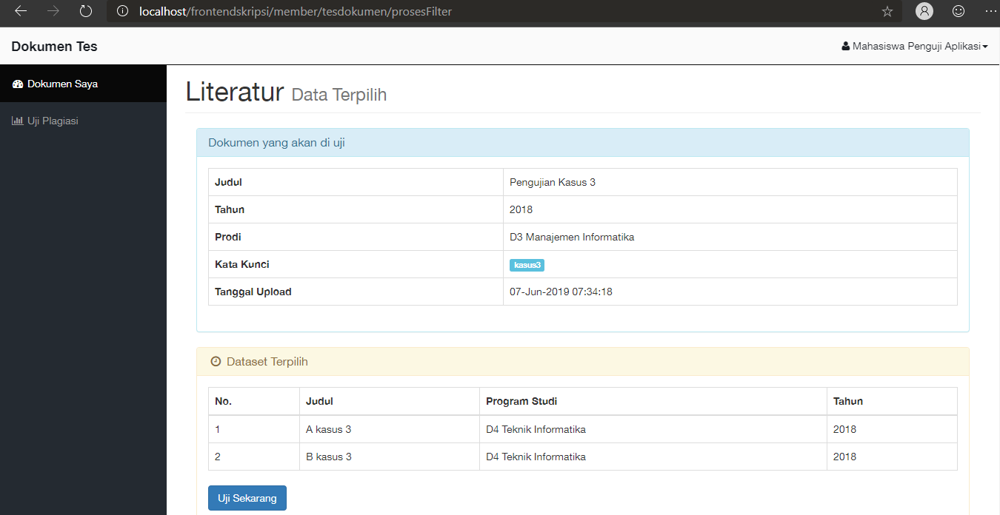 localhost/frontendskripsi/member/tesdokumen/prosesFilter
Dokumen Tes
Mahasiswa Penguji Aplikasi
Dokumen Saya
Uji Plagiasi
Literatur Data Terpilih
Dokumen yang akan di uji
Judul Pengujian Kasus 3
Tahun 2018
Prodi D3 Manajemen Informatika
Kata Kunci kasus3
Tanggal Upload 07-Jun-2019 07:34:18
Dataset Terpilih
No. Judul Program Studi Tahun
1 A kasus 3 D4 Teknik Informatika 2018
2 B kasus 3 D4 Teknik Informatika 2018
Uji Sekarang